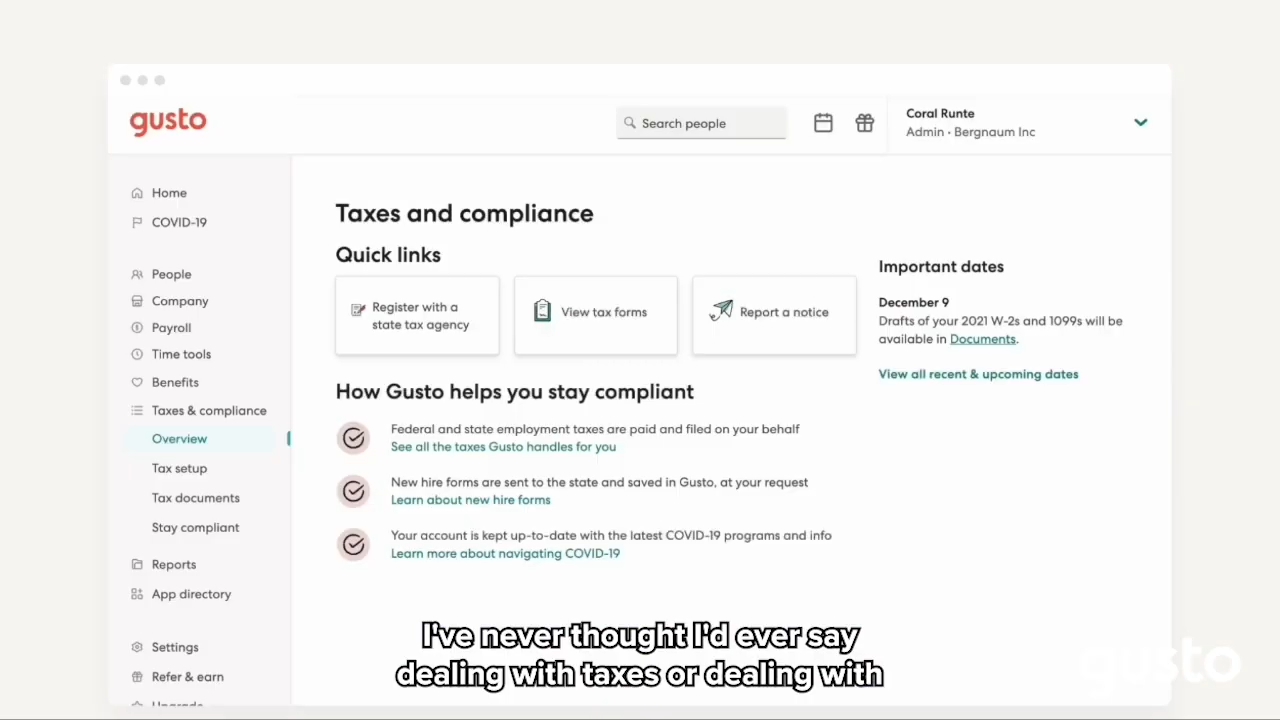 gusto
Search people
Coral Runte
Admin · Bergnaum Inc
Home
COVID-19
People
Company
Payroll
Time tools
Benefits
Taxes & compliance
Overview
Tax setup
Tax documents
Stay compliant
Reports
App directory
Settings
Refer & earn
Upgrade
Taxes and compliance
Quick links
Register with a
state tax agency
View tax forms
Report a notice
How Gusto helps you stay compliant
Federal and state employment taxes are paid and filed on your behalf
See all the taxes Gusto handles for you
New hire forms are sent to the state and saved in Gusto, at your request
Learn about new hire forms
Your account is kept up-to-date with the latest COVID-19 programs and info
Learn more about navigating COVID-19
Important dates
December 9
Drafts of your 2021 W-2s and 1099s will be
available in Documents.
View all recent & upcoming dates
I've never thought I'd ever say
dealing with taxes or dealing with
gusto